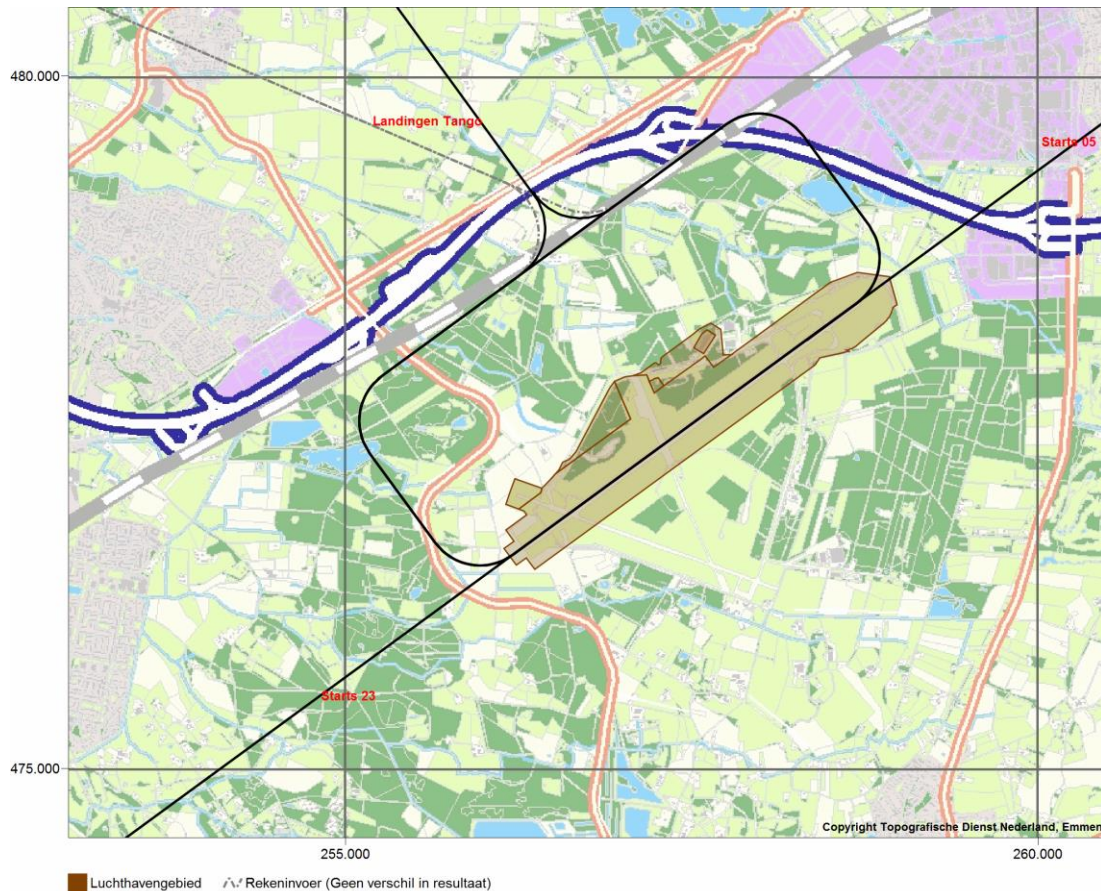 480.000
Landingen Tango
Starts 05
Starts 23
475.000
Copyright Topografische Dienst Nederland, Emmen
255.000
260.000
Luchthavengebied
Rekeninvoer (Geen verschil in resultaat)